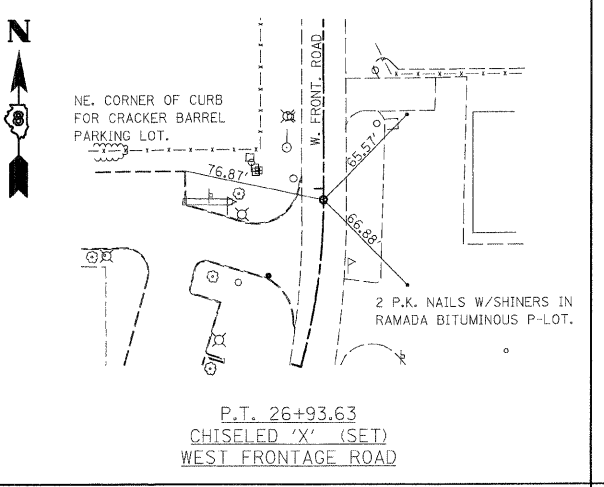 N
8
NE. CORNER OF CURB
FOR CRACKER BARREL
PARKING LOT.
W. FRONT. ROAD
76.87'
65.57'
66.88'
2 P.K. NAILS W/SHINERS IN
RAMADA BITUMINOUS P-LOT.
P.T. 26+93.63
CHISELED 'X' (SET)
WEST FRONTAGE ROAD